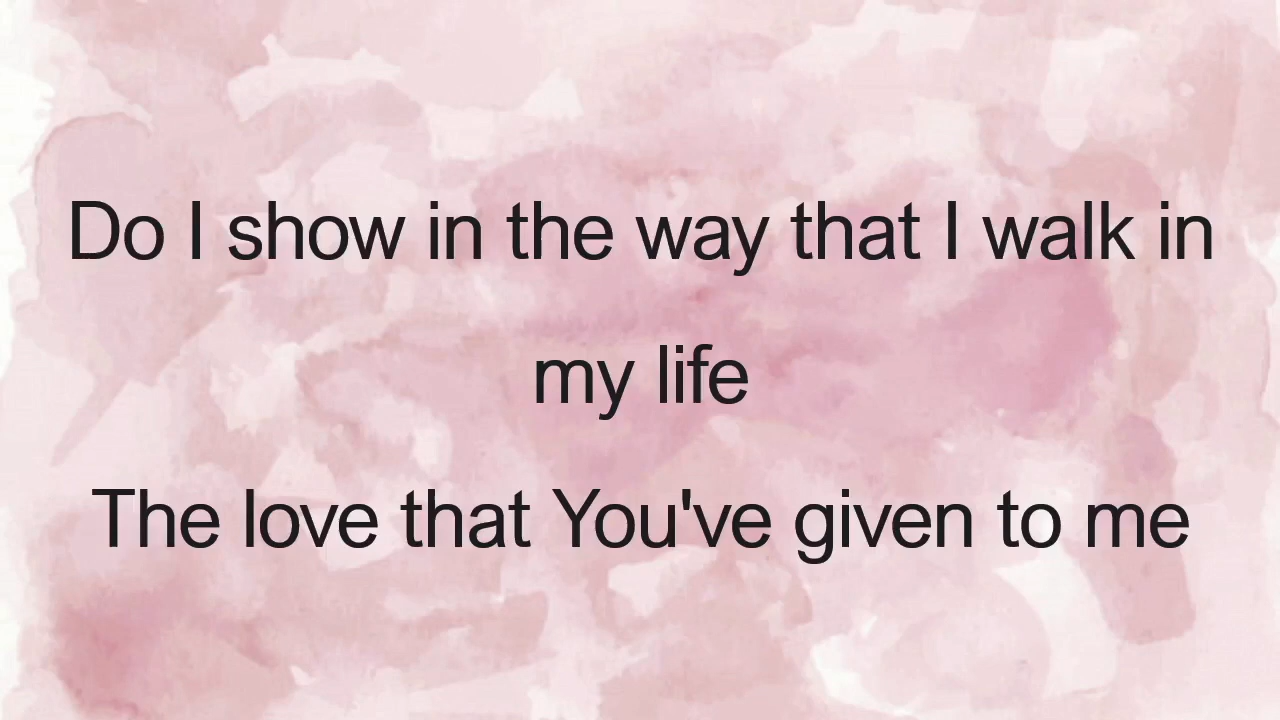 Do I show in the way that I walk in
my life
The love that You've given to me